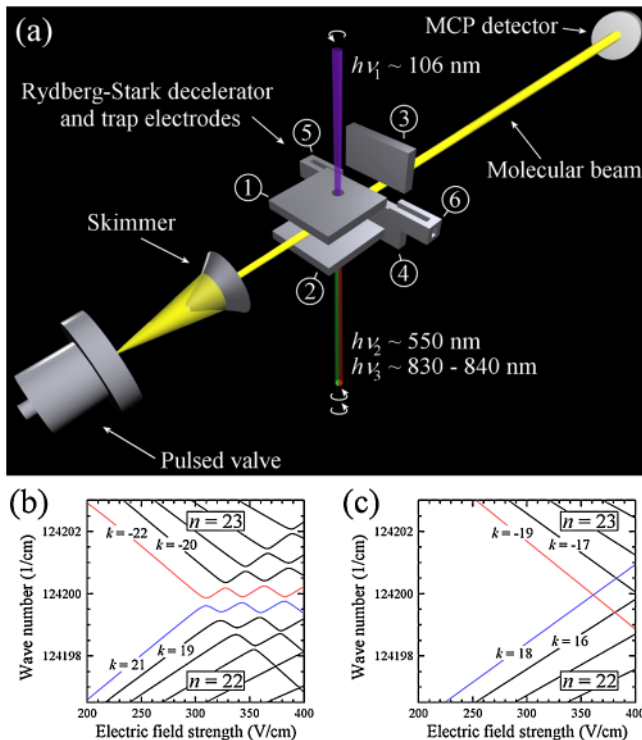 (a)
MCP detector
hν₁ ~ 106 nm
Rydberg-Stark decelerator
and trap electrodes
③
⑤
Molecular beam
①
⑥
Skimmer
②
④
hν₂ ~ 550 nm
hν₃ ~ 830 - 840 nm
Pulsed valve
(b)
(c)
124202
124200
124198
Wave number (1/cm)
k = -22
k = -20
n = 23
k = 21
k = 19
n = 22
200
250
300
350
400
Electric field strength (V/cm)
124202
124200
124198
Wave number (1/cm)
k = -19
k = -17
n = 23
k = 18
k = 16
n = 22
200
250
300
350
400
Electric field strength (V/cm)